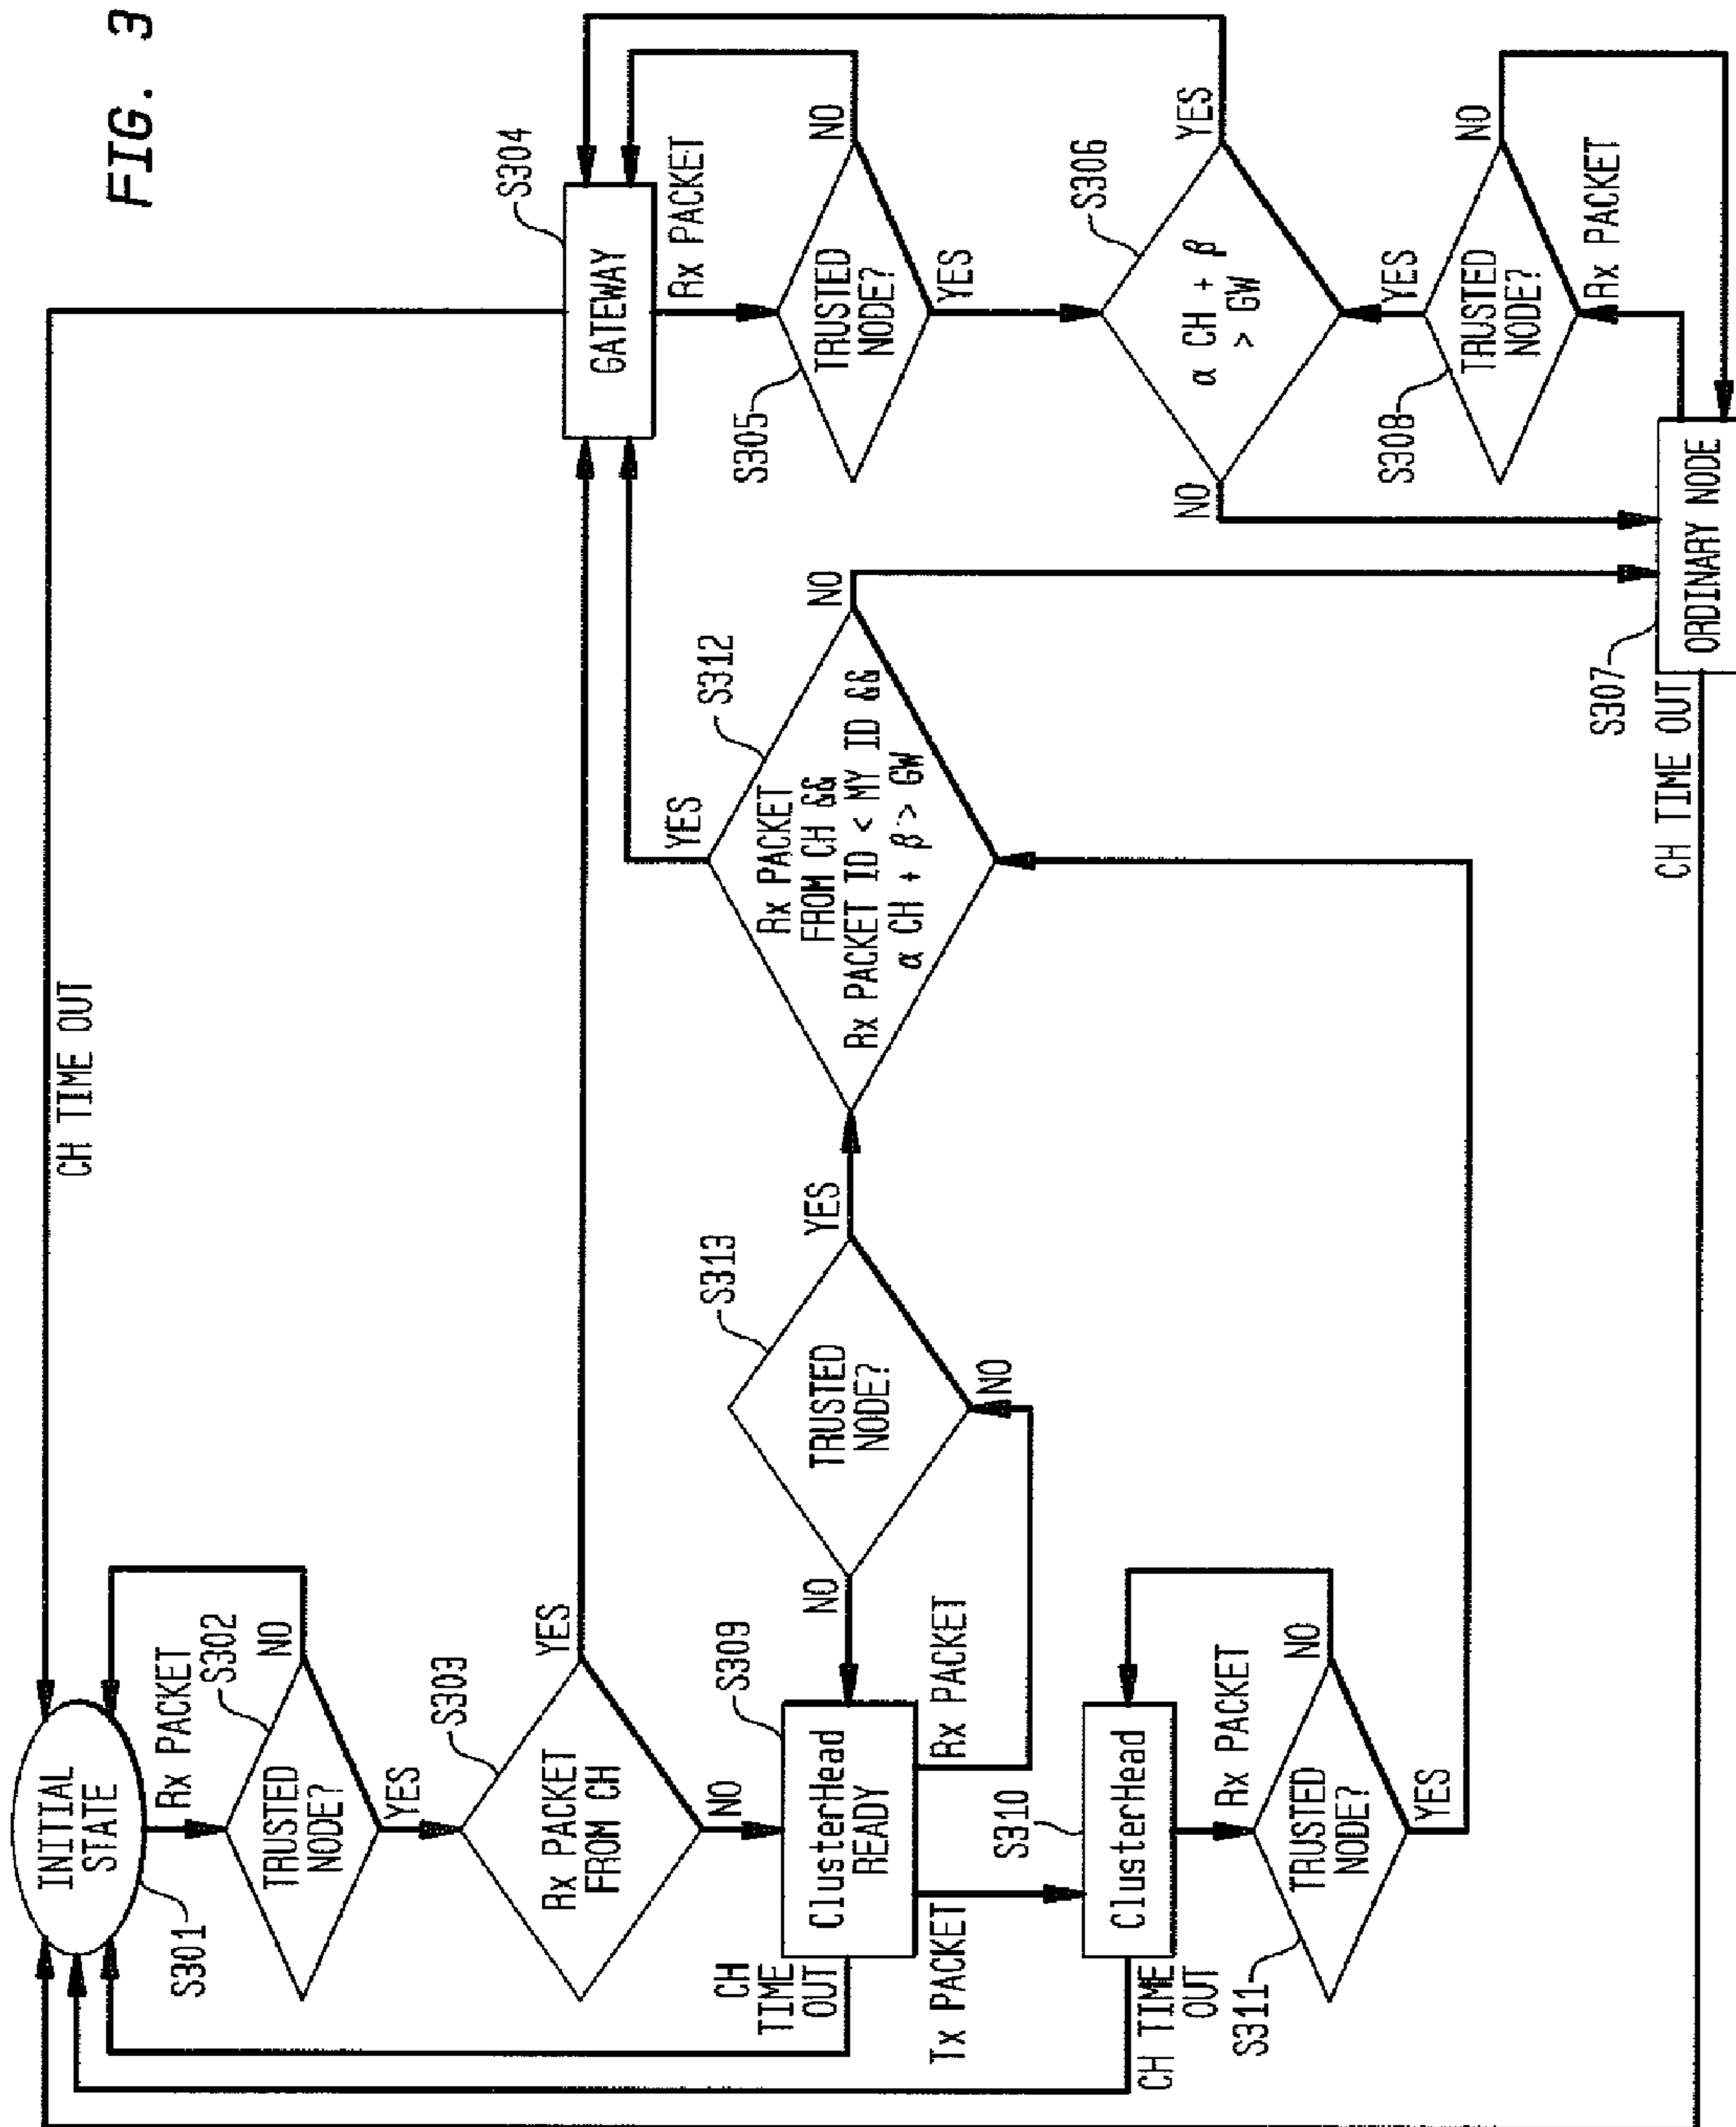 FIG. 3
CH TIME OUT
INITIAL
STATE
S301
Rx PACKET
S302
TRUSTED
NODE?
NO
YES
S303
Rx PACKET
FROM CH
YES
NO
CH
TIME
OUT
S309
ClusterHead
READY
Rx PACKET
Tx PACKET
NO
S313
TRUSTED
NODE?
YES
NO
S310
ClusterHead
CH TIME
OUT
Rx PACKET
S311
TRUSTED
NODE?
NO
YES
S312
Rx PACKET
FROM CH &&
Rx PACKET ID < MY ID &&
α CH + β > GW
YES
NO
S304
GATEWAY
Rx PACKET
S305
TRUSTED
NODE?
NO
YES
S306
α CH + β
> GW
YES
NO
S308
TRUSTED
NODE?
YES
NO
Rx PACKET
S307
ORDINARY NODE
CH TIME OUT